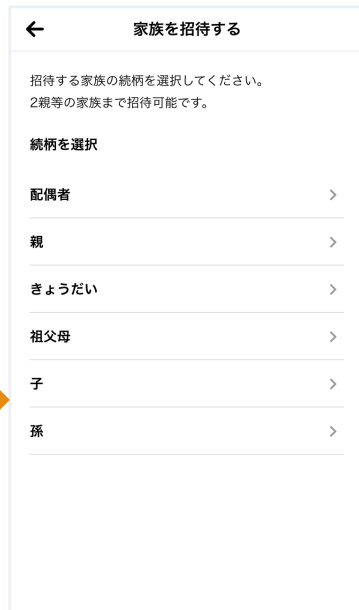 家族を招待する
招待する家族の続柄を選択してください。
2親等の家族まで招待可能です。
続柄を選択
配偶者
親
きょうだい
祖父母
子
孫